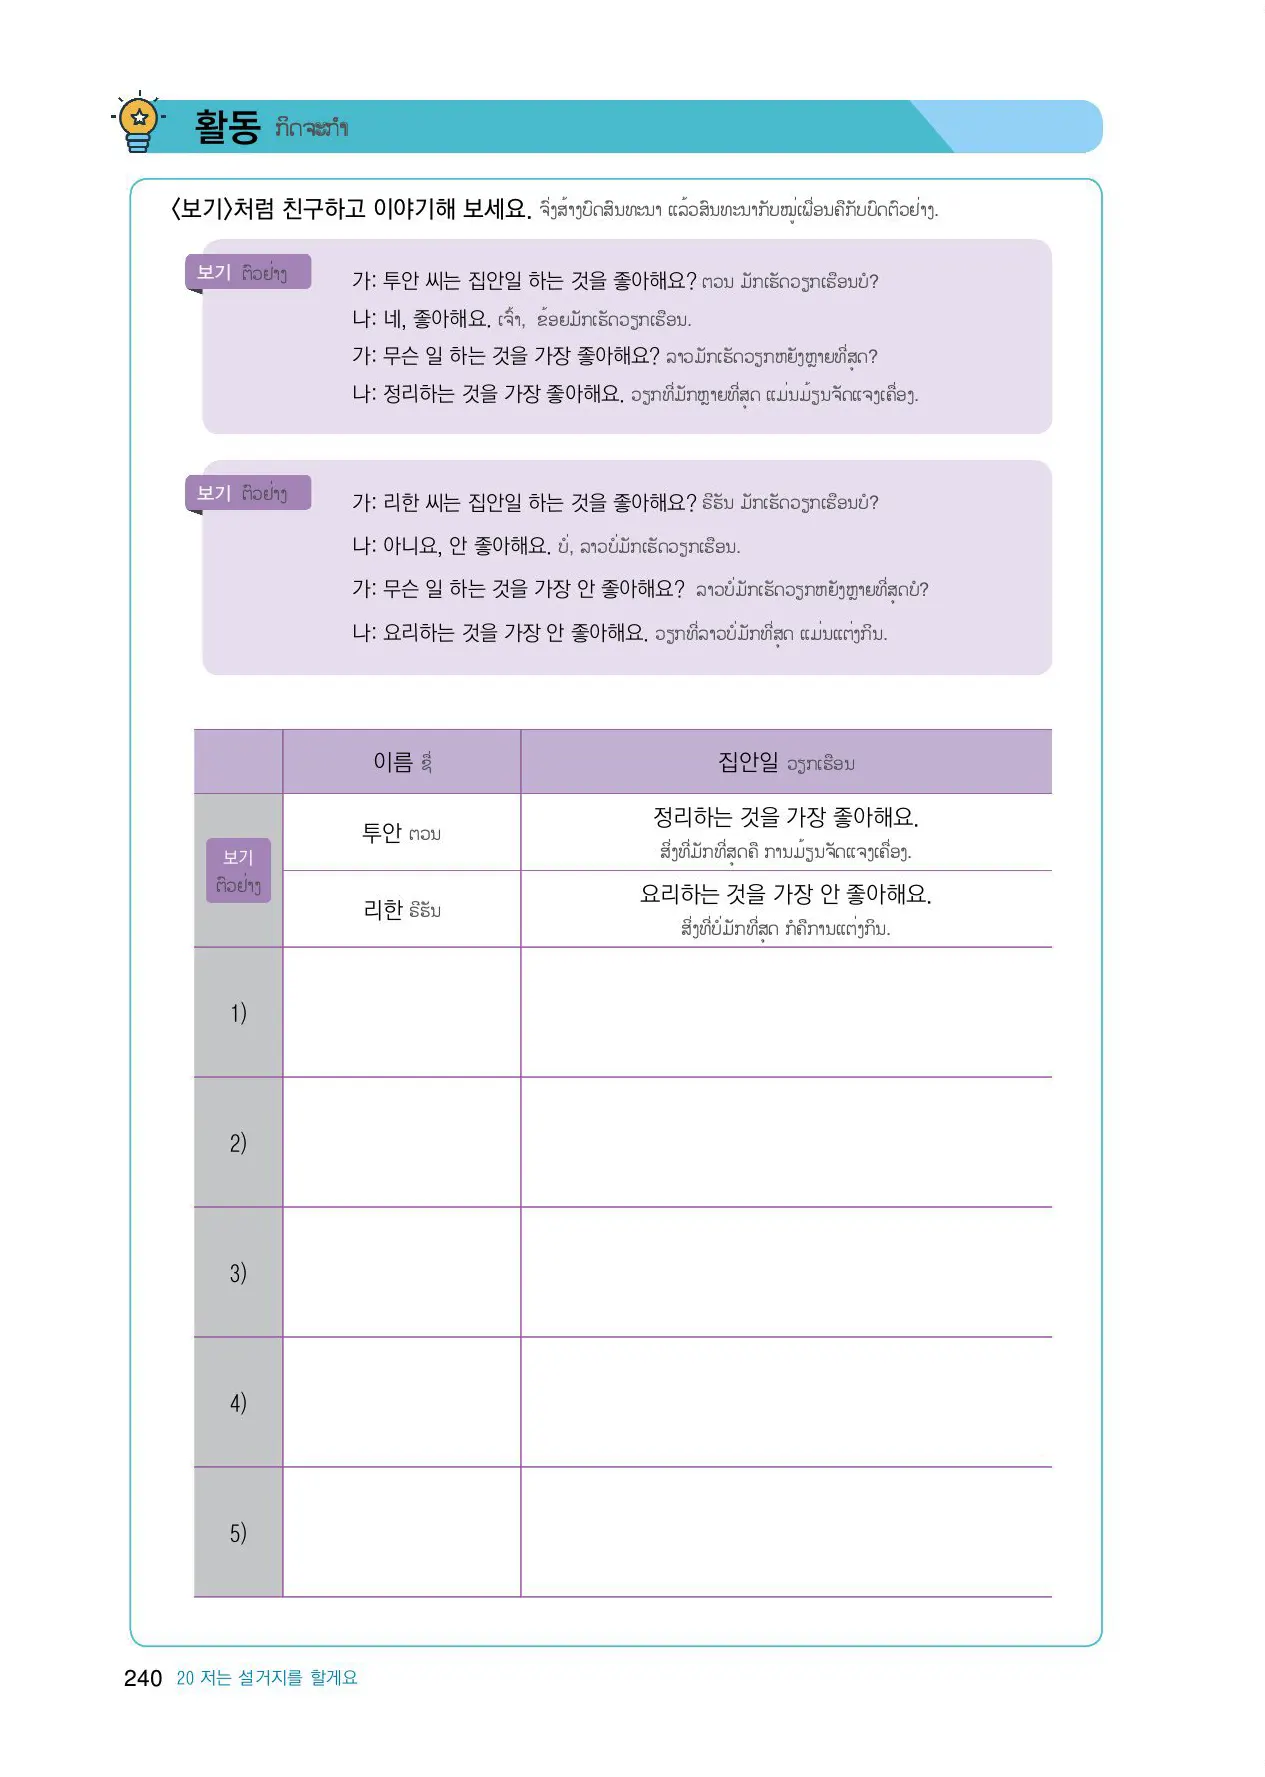 활동 ກິດຈະກຳ
<보기>처럼 친구하고 이야기해 보세요. ຈົ່ງສ້າງບົດສົນທະນາ ແລ້ວສົນທະນາກັບໝູ່ເພື່ອນຄືກັບບົດຕົວຢ່າງ.
보기 ຕົວຢ່າງ
가: 투안 씨는 집안일 하는 것을 좋아해요? ຕວນ ມັກເຮັດວຽກເຮືອນບໍ?
나: 네, 좋아해요. ເຈົ້າ, ຂ້ອຍມັກເຮັດວຽກເຮືອນ.
가: 무슨 일 하는 것을 가장 좋아해요? ລາວມັກເຮັດວຽກຫຍັງຫຼາຍທີ່ສຸດ?
나: 정리하는 것을 가장 좋아해요. ວຽກທີ່ມັກຫຼາຍທີ່ສຸດ ແມ່ນມ້ຽນຈັດແຈງເຄື່ອງ.
보기 ຕົວຢ່າງ
가: 리한 씨는 집안일 하는 것을 좋아해요? ຣີຮັນ ມັກເຮັດວຽກເຮືອນບໍ?
나: 아니요, 안 좋아해요. ບໍ່, ລາວບໍ່ມັກເຮັດວຽກເຮືອນ.
가: 무슨 일 하는 것을 가장 안 좋아해요? ລາວບໍ່ມັກເຮັດວຽກຫຍັງຫຼາຍທີ່ສຸດບໍ?
나: 요리하는 것을 가장 안 좋아해요. ວຽກທີ່ລາວບໍ່ມັກທີ່ສຸດ ແມ່ນແຕ່ງກິນ.
이름 ຊື່
집안일 ວຽກເຮືອນ
보기
ຕົວຢ່າງ
투안 ຕວນ
정리하는 것을 가장 좋아해요.
ສິ່ງທີ່ມັກທີ່ສຸດຄື ການມ້ຽນຈັດແຈງເຄື່ອງ.
리한 ຣີຮັນ
요리하는 것을 가장 안 좋아해요.
ສິ່ງທີ່ບໍ່ມັກທີ່ສຸດ ກໍຄືການແຕ່ງກິນ.
1)
2)
3)
4)
5)
240 20 저는 설거지를 할게요